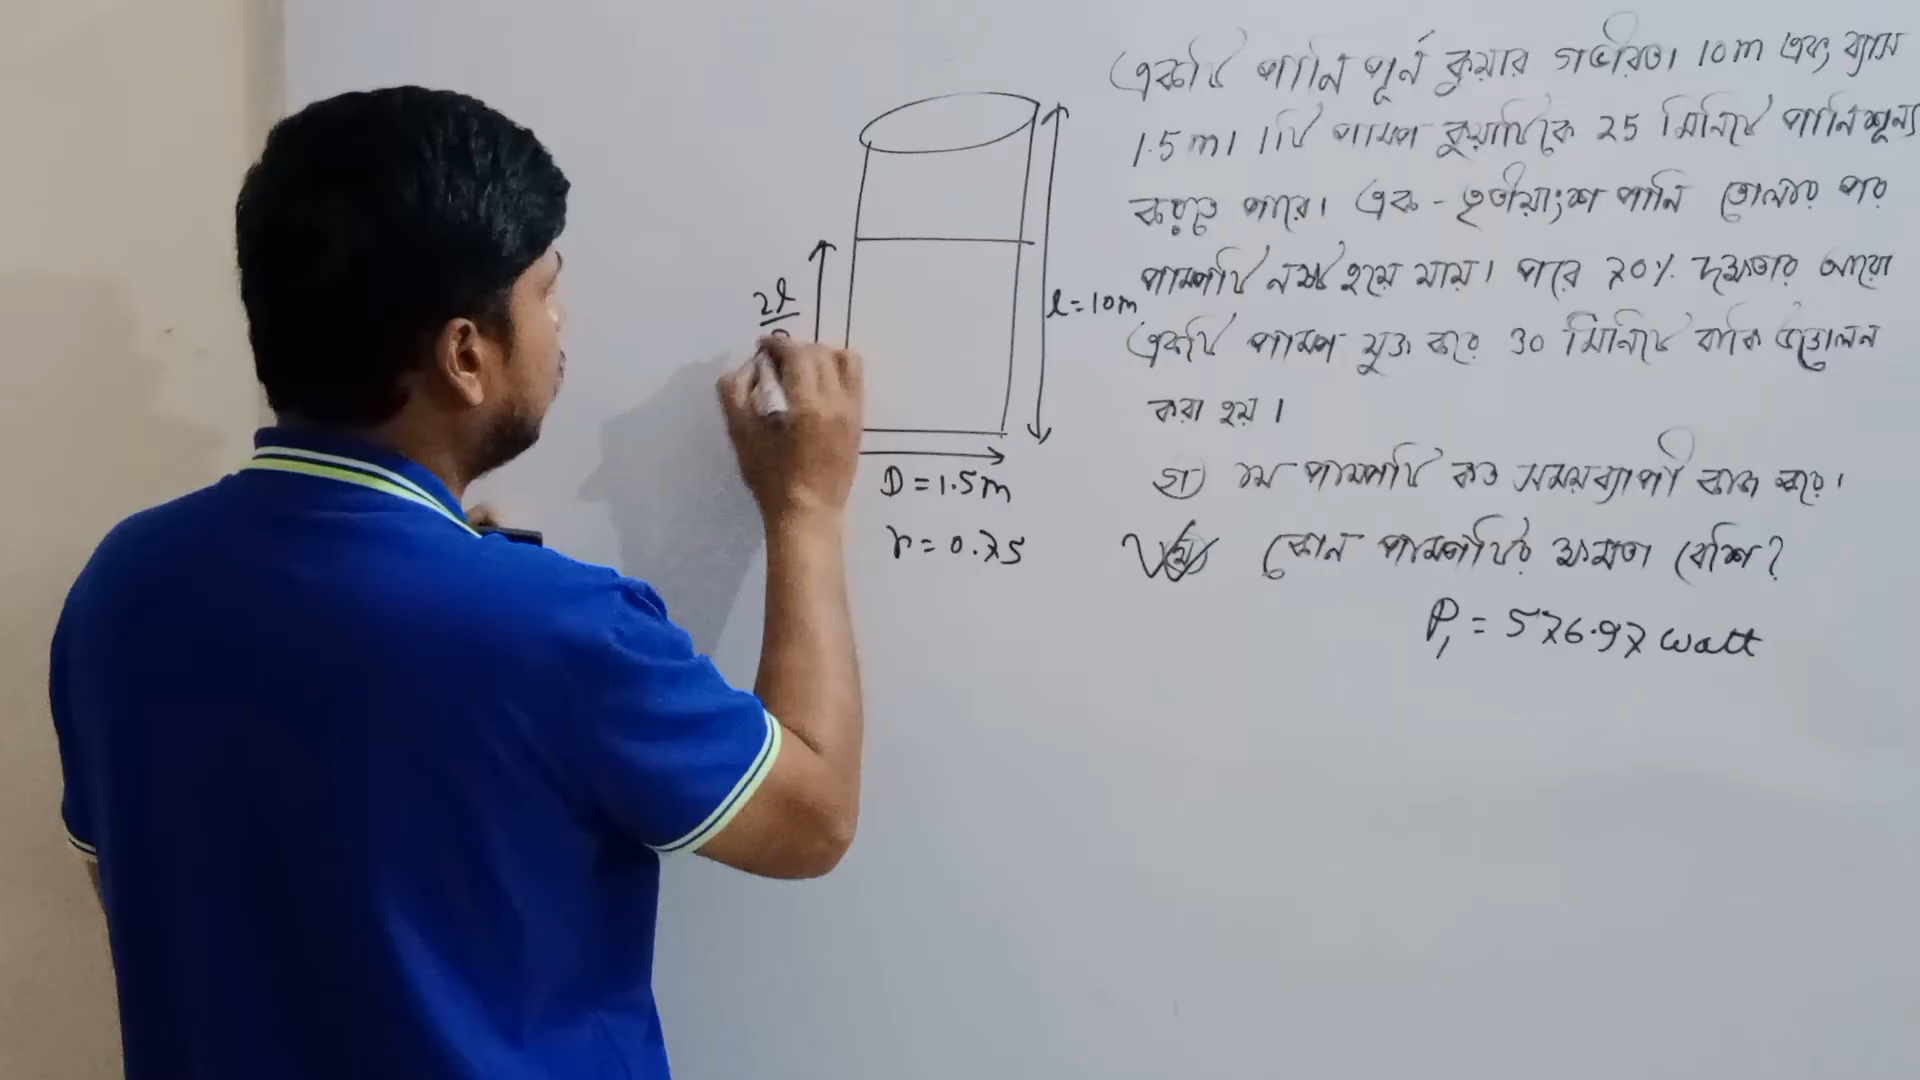 একটি পানি পূর্ন কুয়ার গভীরতা 10m এবং ব্যাস
1.5m। ১টি পাম্প কুয়াটিকে 25 মিনিটে পানিশূন্য
করতে পারে। এক-তৃতীয়াংশ পানি তোলার পর
পাম্পটি নষ্ট হয়ে যায়। পরে 70% দক্ষতার আরো
একটি পাম্প যুক্ত করে 30 মিনিটে বাকি উত্তোলন
করা হয়।
গ) ১ম পাম্পটি কত সময়ব্যাপী কাজ করে।
ঘ) কোন পাম্পটির ক্ষমতা বেশি?
P₁ = 576.97 watt
2l
l = 10m
D = 1.5m
r = 0.75